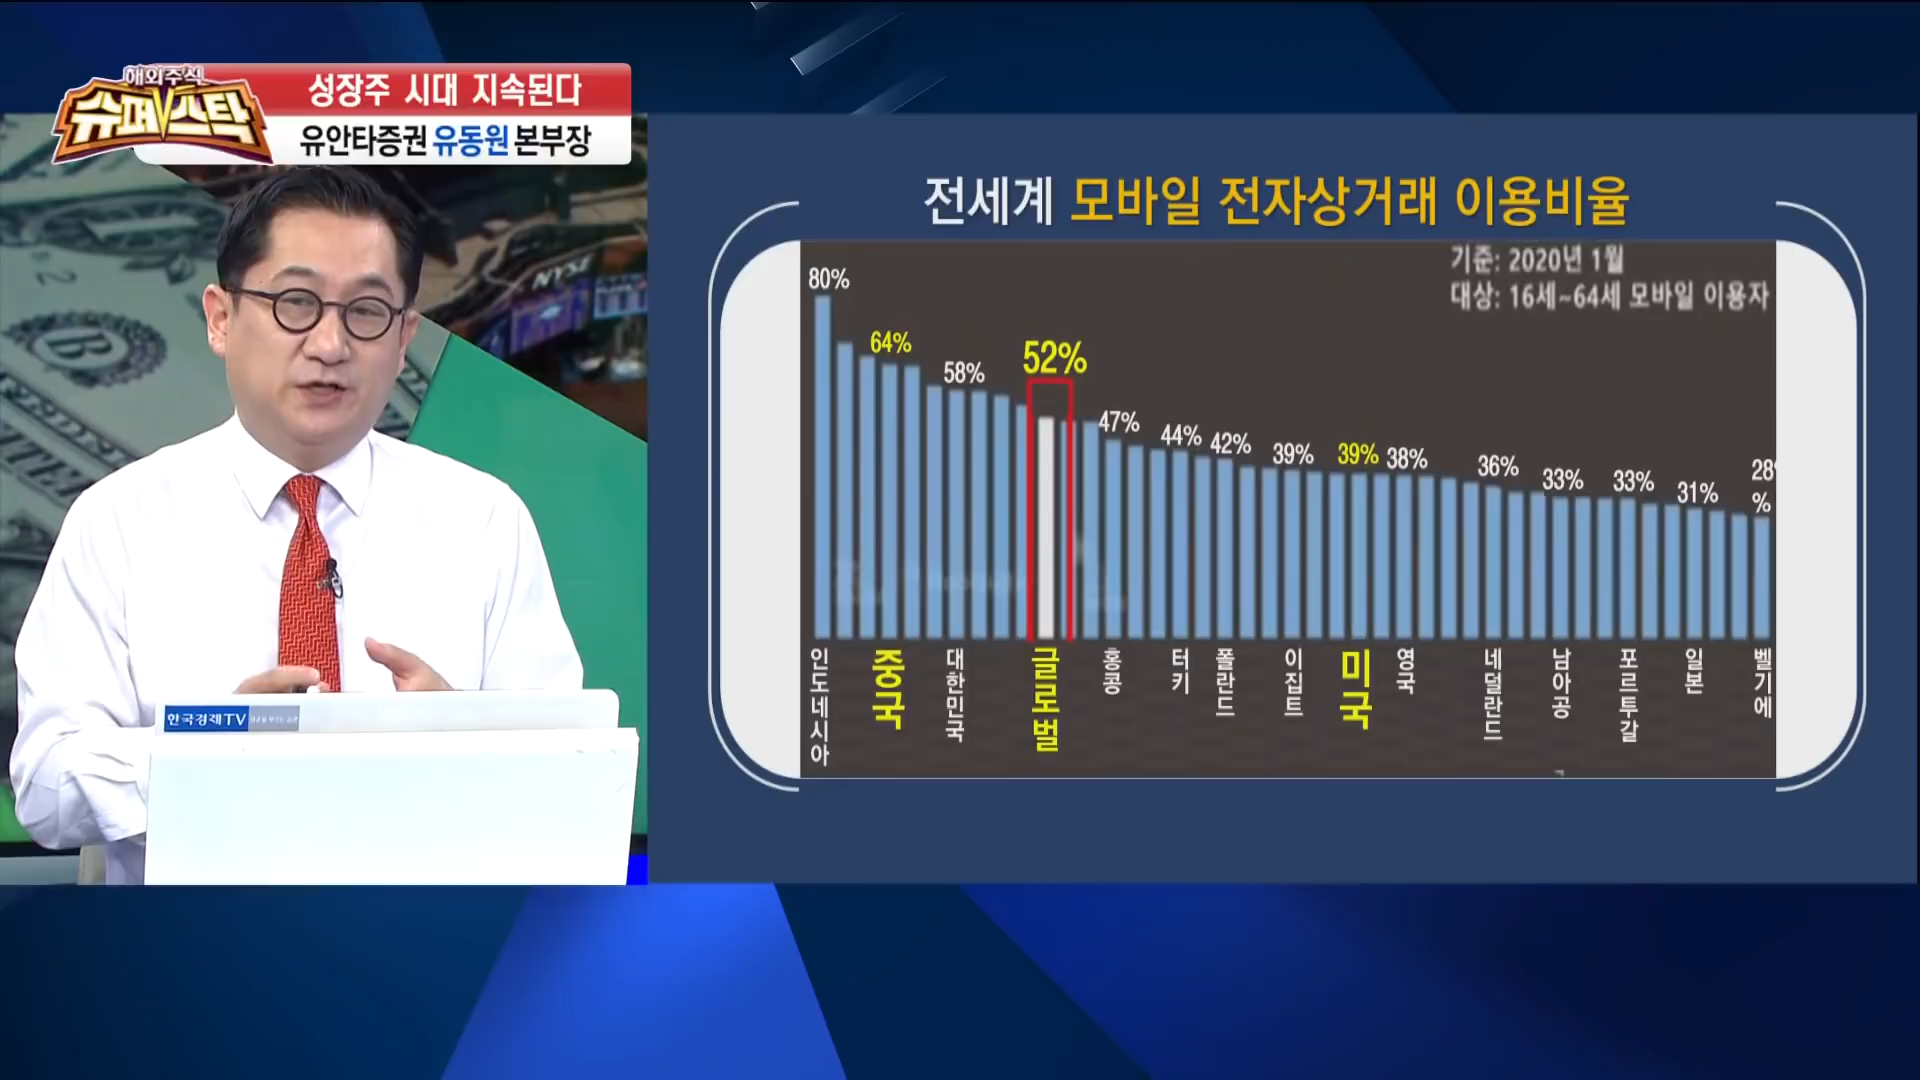 해외주식
슈퍼V스탁
성장주 시대 지속된다
유안타증권 유동원 본부장
NYSE
한국경제TV
전세계 모바일 전자상거래 이용비율
기준: 2020년 1월
대상: 16세~64세 모바일 이용자
80%
64%
58%
52%
47%
44%
42%
39%
39%
38%
36%
33%
33%
31%
28%
인도네시아
중국
대한민국
글로벌
홍콩
터키
폴란드
이집트
미국
영국
네덜란드
남아공
포르투갈
일본
벨기에